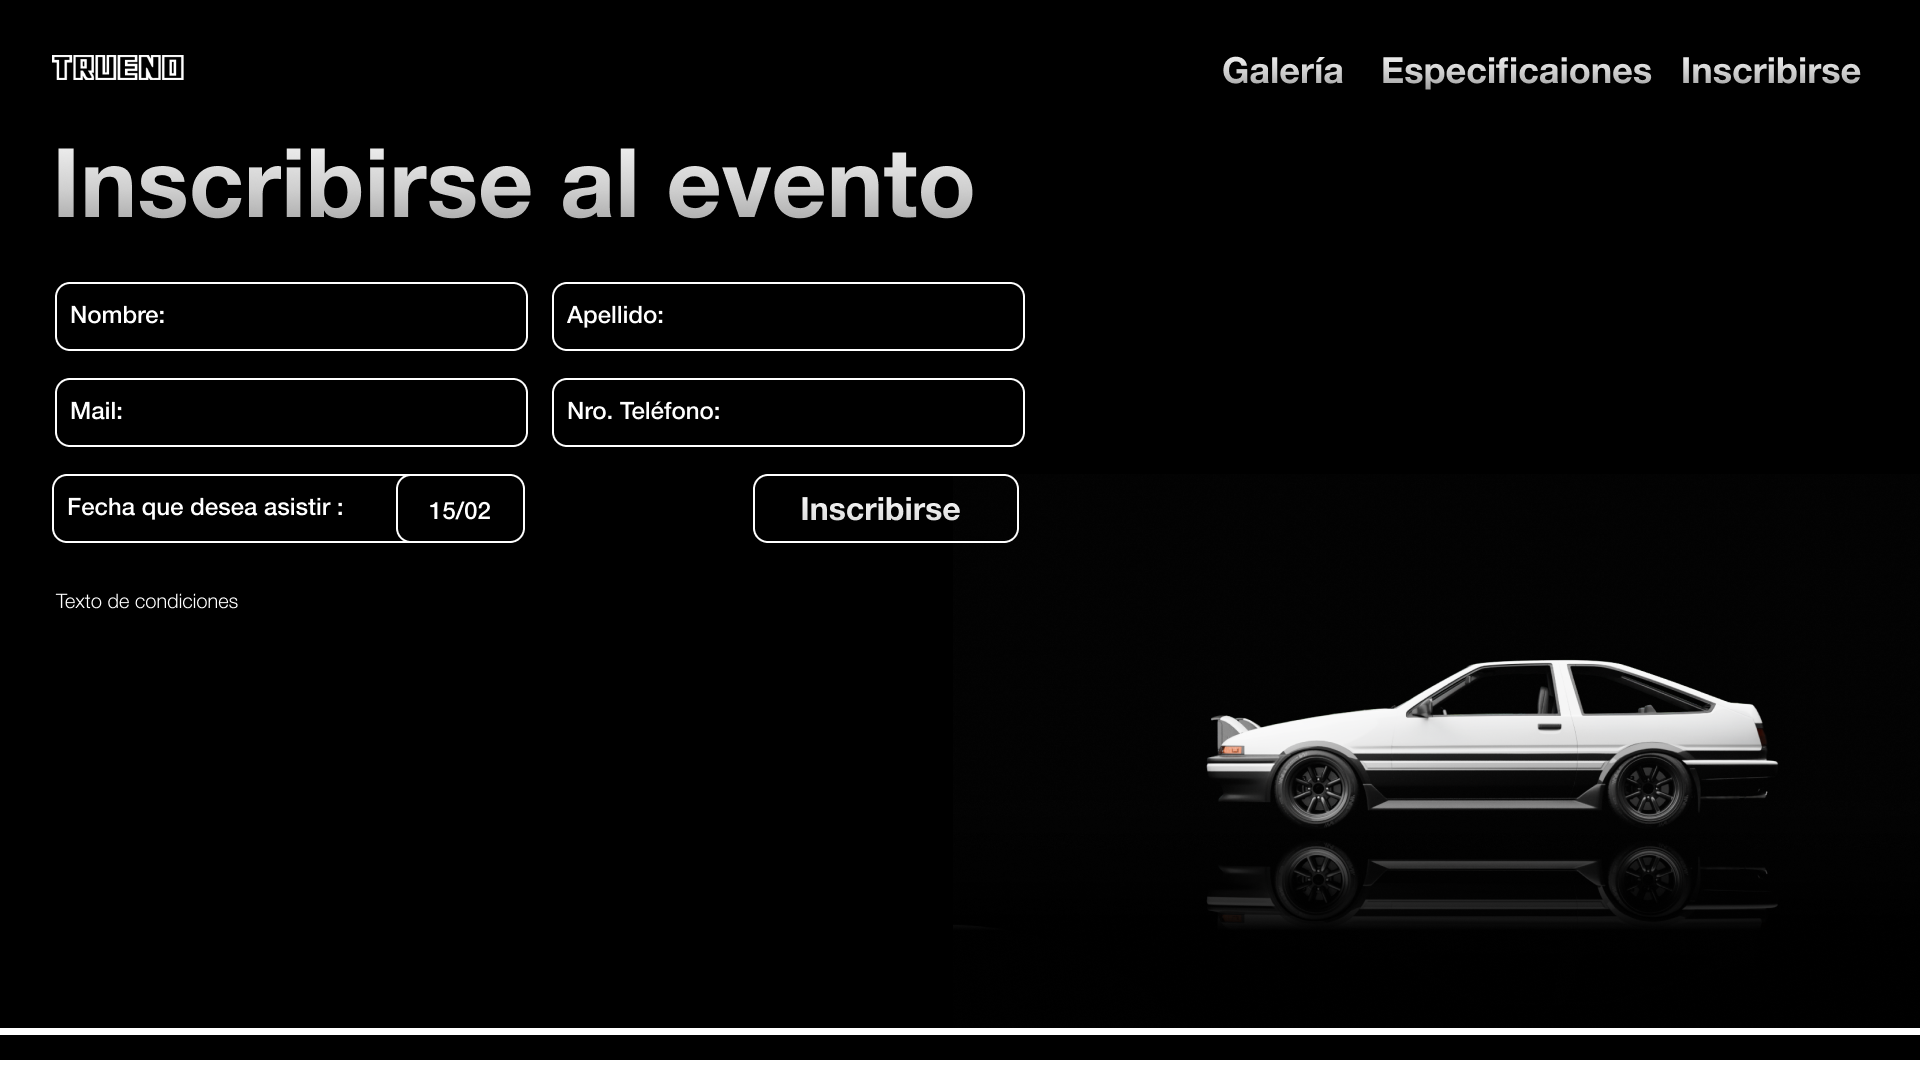 TRUENO
Galería Especificaiones Inscribirse
Inscribirse al evento
Nombre: Apellido:
Mail: Nro. Teléfono:
Fecha que desea asistir : 15/02 Inscribirse
Texto de condiciones